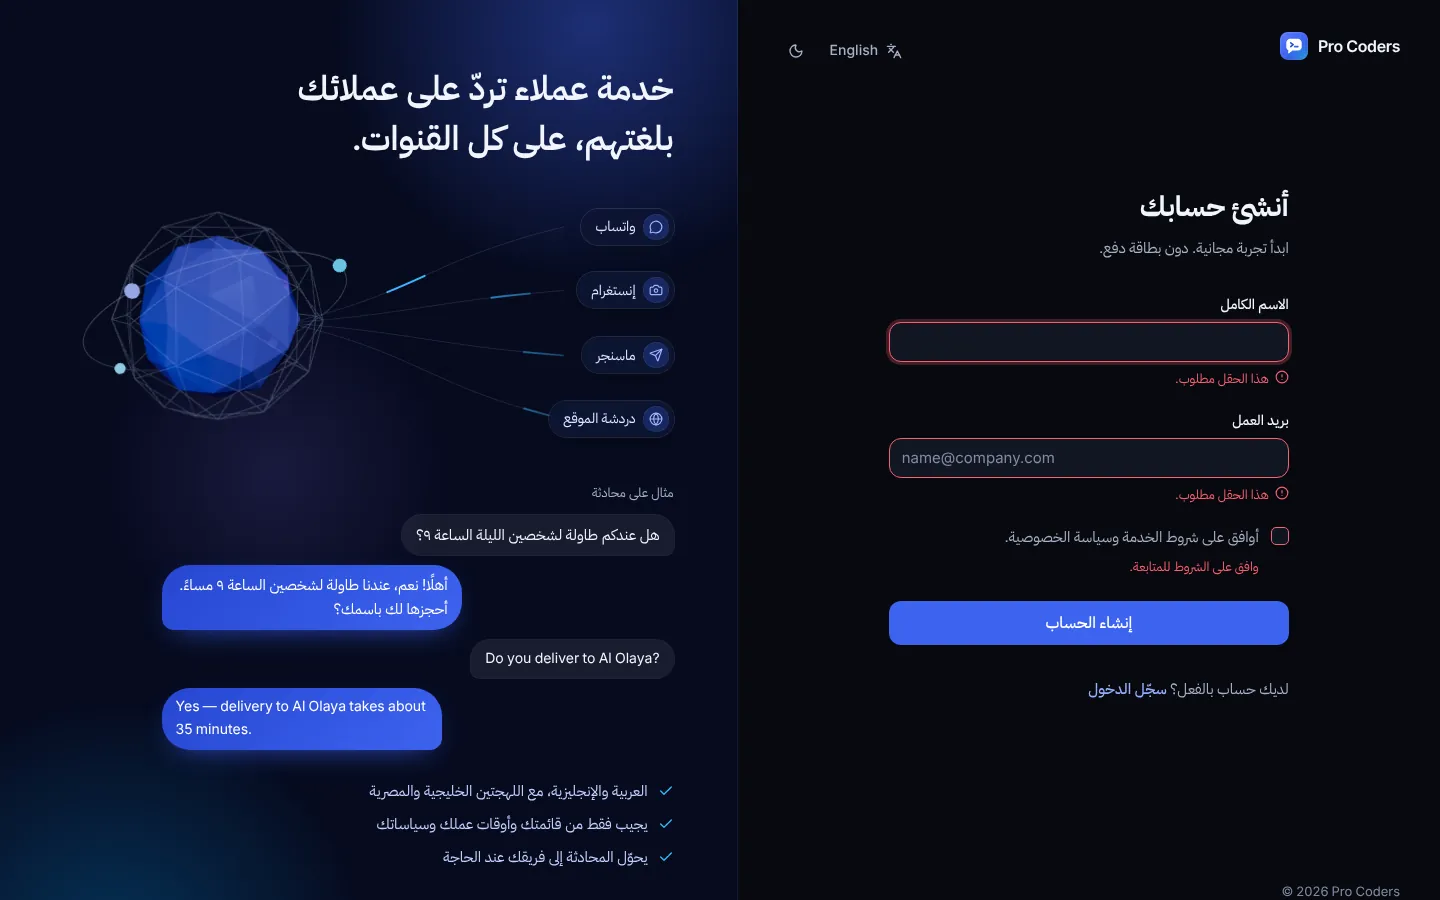 Pro Coders
English
أنشئ حسابك
ابدأ تجربة مجانية. دون بطاقة دفع.
الاسم الكامل
هذا الحقل مطلوب.
بريد العمل
name@company.com
هذا الحقل مطلوب.
أوافق على شروط الخدمة وسياسة الخصوصية.
وافق على الشروط للمتابعة.
إنشاء الحساب
لديك حساب بالفعل؟ سجّل الدخول
© 2026 Pro Coders
خدمة عملاء تردّ على عملائك
بلغتهم، على كل القنوات.
واتساب
إنستغرام
ماسنجر
دردشة الموقع
مثال على محادثة
هل عندكم طاولة لشخصين الليلة الساعة ٩؟
أهلًا! نعم، عندنا طاولة لشخصين الساعة ٩ مساءً.
أحجزها لك باسمك؟
Do you deliver to Al Olaya?
Yes — delivery to Al Olaya takes about
35 minutes.
العربية والإنجليزية، مع اللهجتين الخليجية والمصرية
يجيب فقط من قائمتك وأوقات عملك وسياساتك
يحوّل المحادثة إلى فريقك عند الحاجة